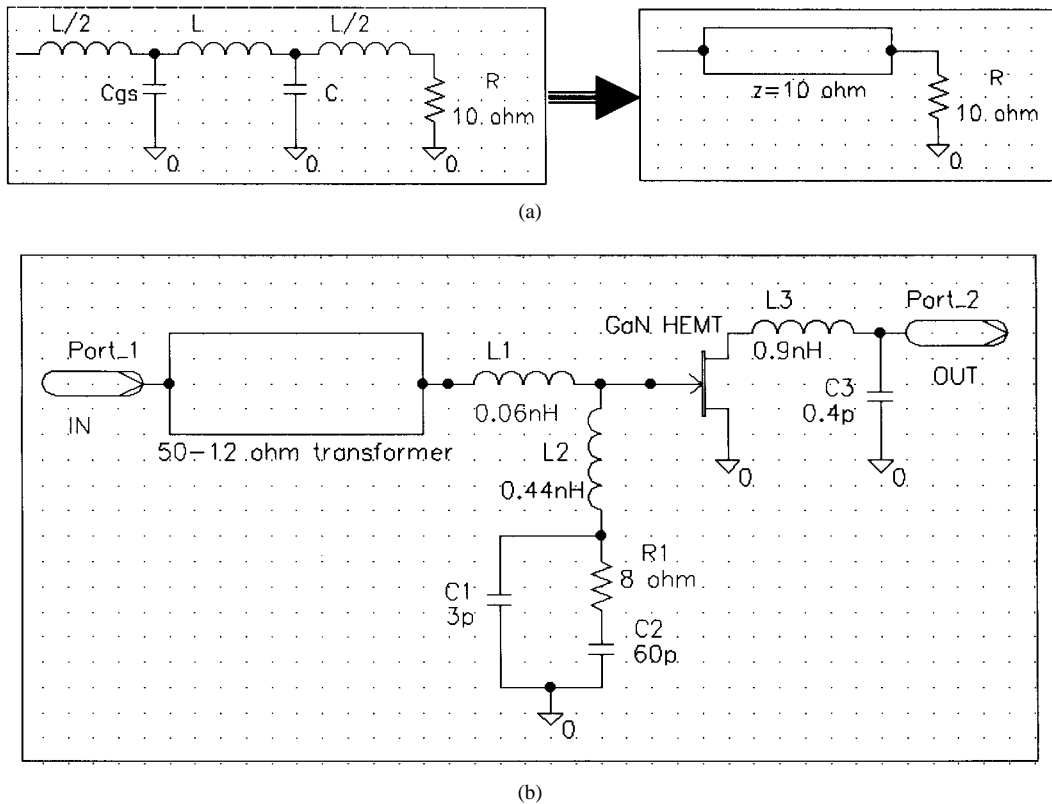 L/2
L
L/2
Cgs
C
R
10 ohm
0
0
0
z=10 ohm
R
10 ohm
0
(a)
Port_1
IN
50-12 ohm transformer
L1
0.06nH
L2
0.44nH
GaN HEMT
L3
0.9nH
Port_2
OUT
C3
0.4p
0
0
C1
3p
R1
8 ohm
C2
60p
0
(b)